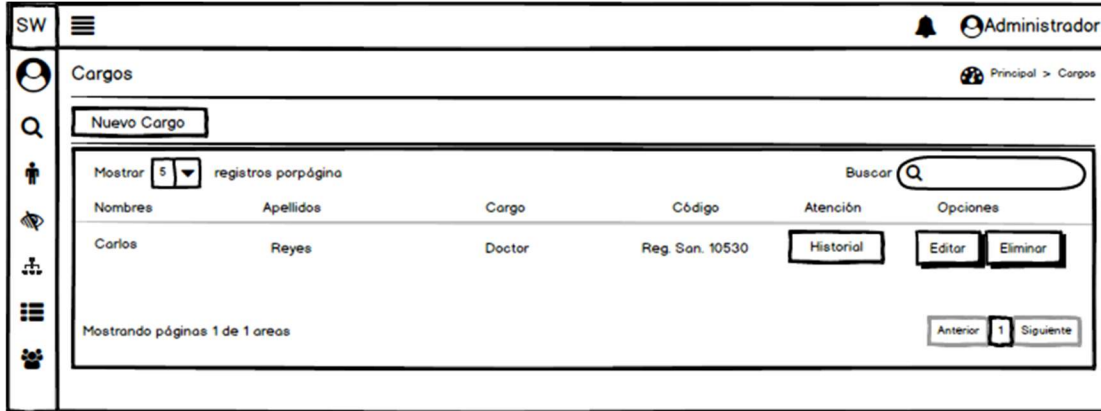 SW Administrador
Cargos Principal > Cargos
Nuevo Cargo
Mostrar 5 registros porpágina Buscar
Nombres Apellidos Cargo Código Atención Opciones
Carlos Reyes Doctor Reg. San. 10530 Historial Editar Eliminar
Mostrando páginas 1 de 1 areas Anterior 1 Siguiente